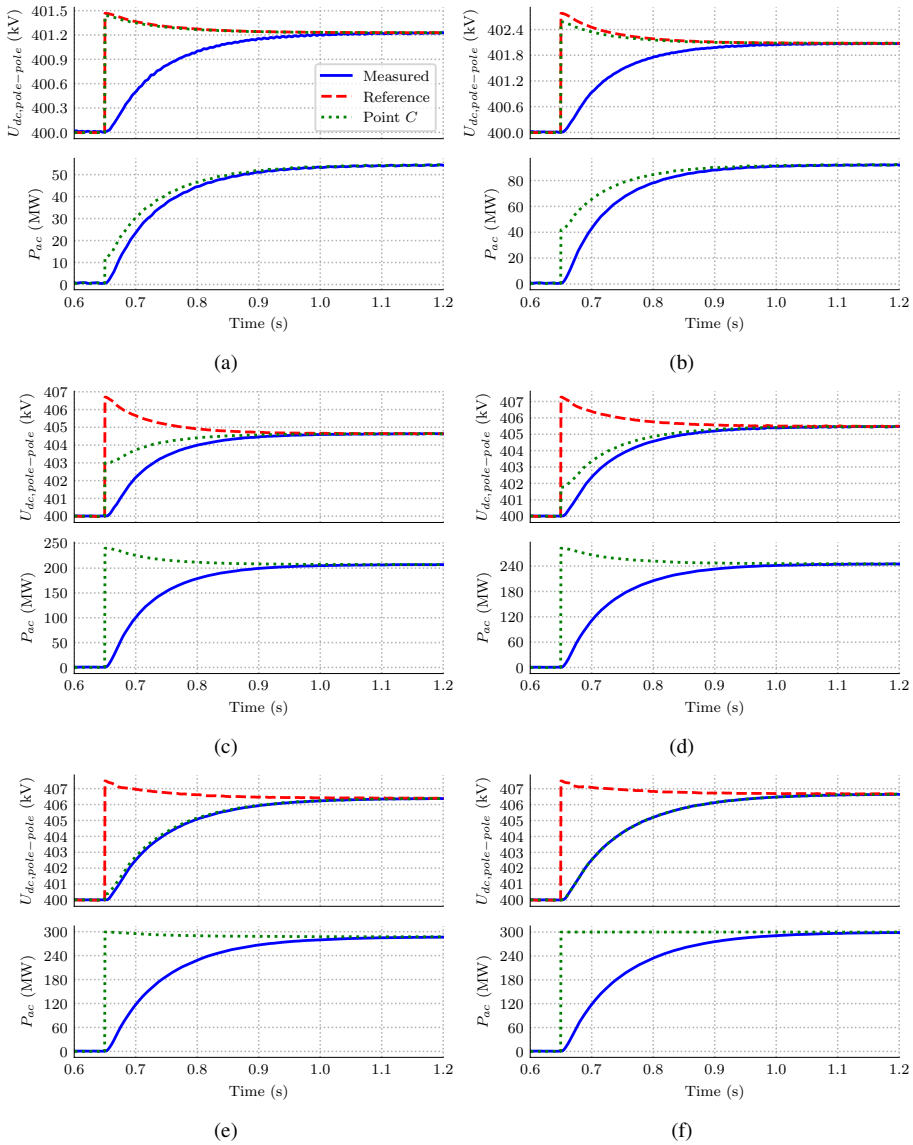 401.5
401.2
400.9
400.6
400.3
400.0
U_{dc,pole−pole} (kV)
Measured
Reference
Point C
50
40
30
20
10
0
P_{ac} (MW)
0.6 0.7 0.8 0.9 1.0 1.1 1.2
Time (s)
(a)
402.4
401.8
401.2
400.6
400.0
U_{dc,pole−pole} (kV)
80
60
40
20
0
P_{ac} (MW)
0.6 0.7 0.8 0.9 1.0 1.1 1.2
Time (s)
(b)
407
406
405
404
403
402
401
400
U_{dc,pole−pole} (kV)
250
200
150
100
50
0
P_{ac} (MW)
0.6 0.7 0.8 0.9 1.0 1.1 1.2
Time (s)
(c)
407
406
405
404
403
402
401
400
U_{dc,pole−pole} (kV)
240
180
120
60
0
P_{ac} (MW)
0.6 0.7 0.8 0.9 1.0 1.1 1.2
Time (s)
(d)
407
406
405
404
403
402
401
400
U_{dc,pole−pole} (kV)
300
240
180
120
60
0
P_{ac} (MW)
0.6 0.7 0.8 0.9 1.0 1.1 1.2
Time (s)
(e)
407
406
405
404
403
402
401
400
U_{dc,pole−pole} (kV)
300
240
180
120
60
0
P_{ac} (MW)
0.6 0.7 0.8 0.9 1.0 1.1 1.2
Time (s)
(f)